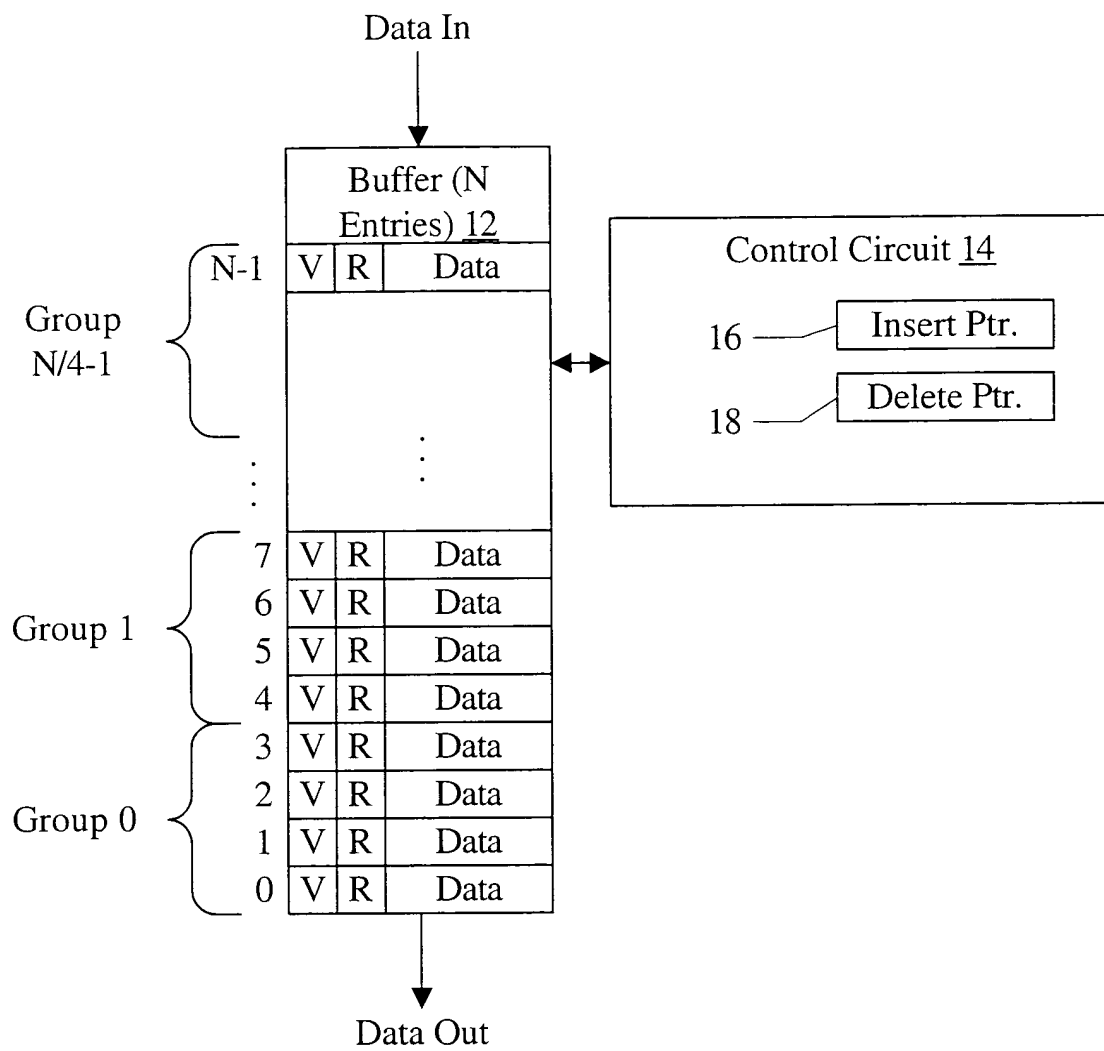 Data In
Buffer (N
Entries) 12
N-1 V R Data
Group
N/4-1
Control Circuit 14
16 Insert Ptr.
18 Delete Ptr.
7 V R Data
6 V R Data
Group 1
5 V R Data
4 V R Data
3 V R Data
2 V R Data
Group 0
1 V R Data
0 V R Data
Data Out